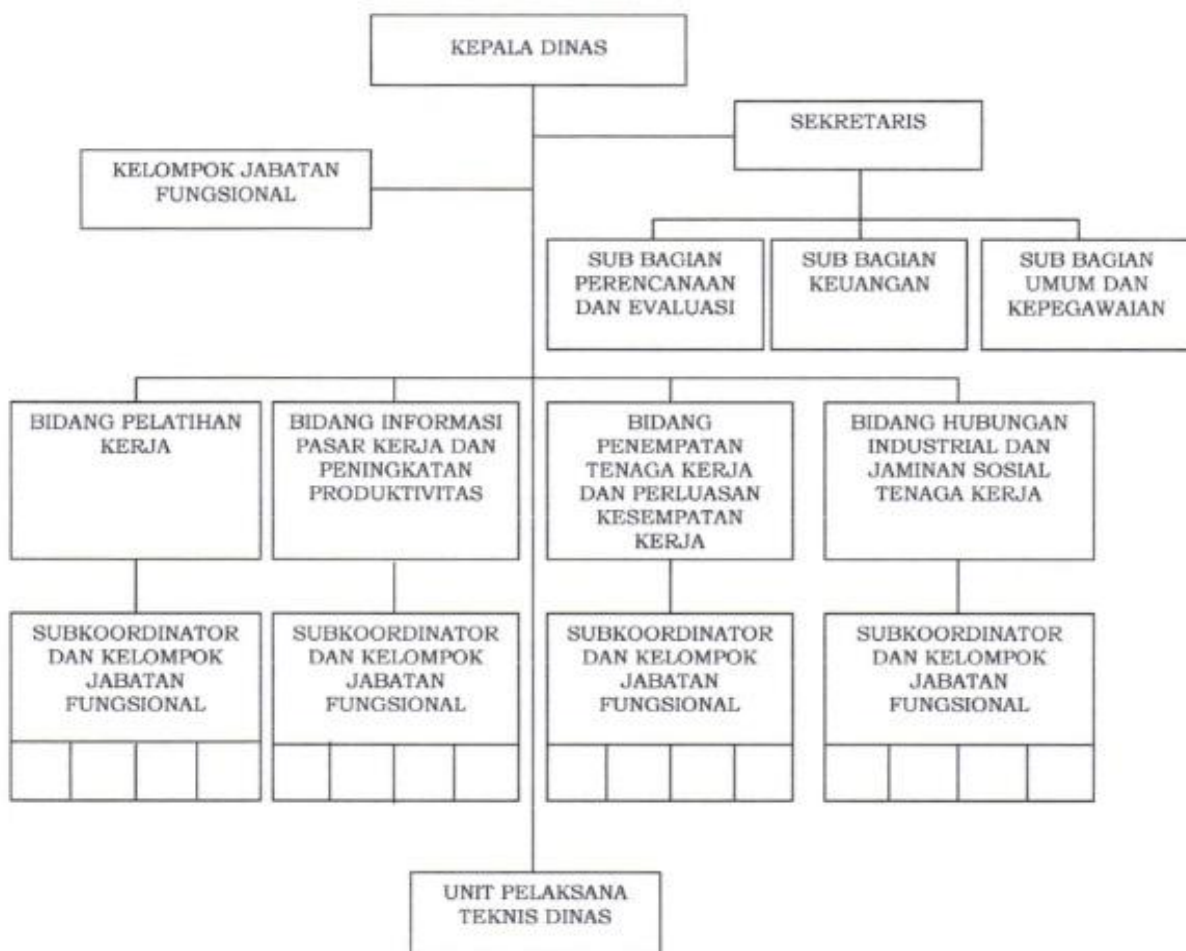 KEPALA DINAS
SEKRETARIS
KELOMPOK JABATAN
FUNGSIONAL
SUB BAGIAN
PERENCANAAN
DAN EVALUASI
SUB BAGIAN
KEUANGAN
SUB BAGIAN
UMUM DAN
KEPEGAWAIAN
BIDANG PELATIHAN
KERJA
BIDANG INFORMASI
PASAR KERJA DAN
PENINGKATAN
PRODUKTIVITAS
BIDANG
PENEMPATAN
TENAGA KERJA
DAN PERLUASAN
KESEMPATAN
KERJA
BIDANG HUBUNGAN
INDUSTRIAL DAN
JAMINAN SOSIAL
TENAGA KERJA
SUBKOORDINATOR
DAN KELOMPOK
JABATAN
FUNGSIONAL
SUBKOORDINATOR
DAN KELOMPOK
JABATAN
FUNGSIONAL
SUBKOORDINATOR
DAN KELOMPOK
JABATAN
FUNGSIONAL
SUBKOORDINATOR
DAN KELOMPOK
JABATAN
FUNGSIONAL
UNIT PELAKSANA
TEKNIS DINAS